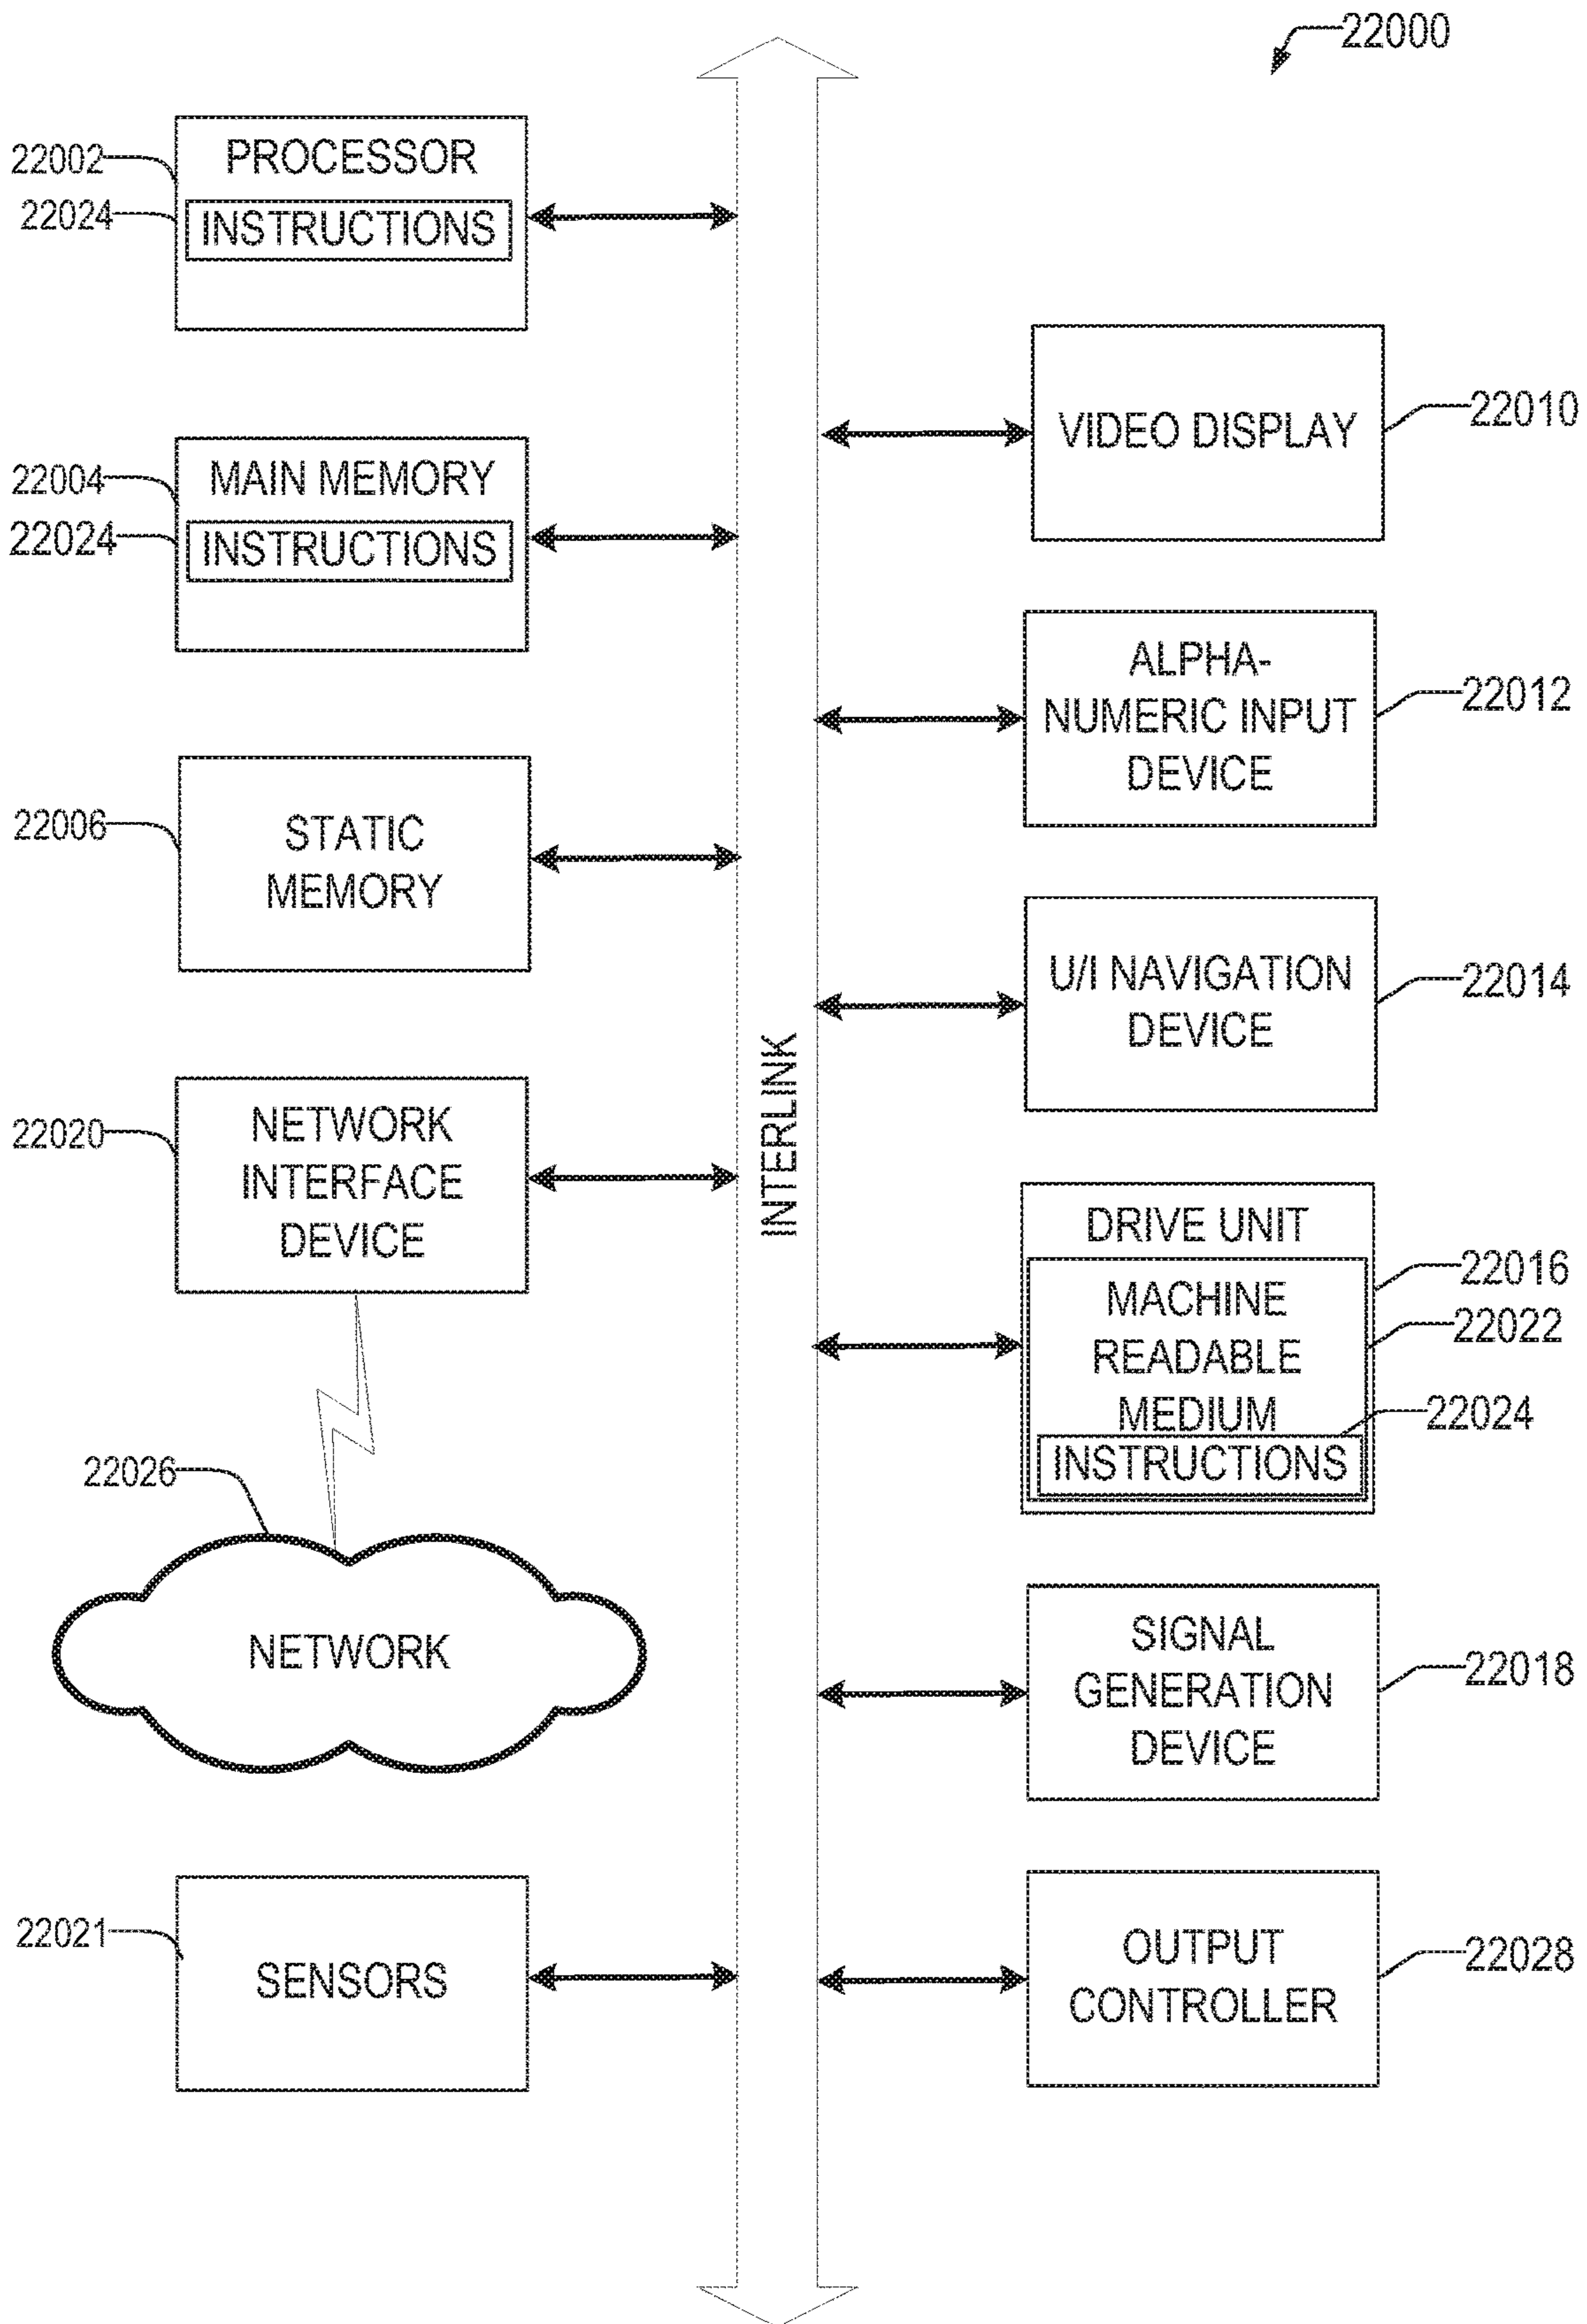 22000
22002
PROCESSOR
22024
INSTRUCTIONS
22004
MAIN MEMORY
22024
INSTRUCTIONS
22006
STATIC
MEMORY
22020
NETWORK
INTERFACE
DEVICE
22026
NETWORK
22021
SENSORS
INTERLINK
VIDEO DISPLAY
22010
ALPHA-
NUMERIC INPUT
DEVICE
22012
U/I NAVIGATION
DEVICE
22014
DRIVE UNIT
22016
MACHINE
READABLE
MEDIUM
22022
22024
INSTRUCTIONS
SIGNAL
GENERATION
DEVICE
22018
OUTPUT
CONTROLLER
22028